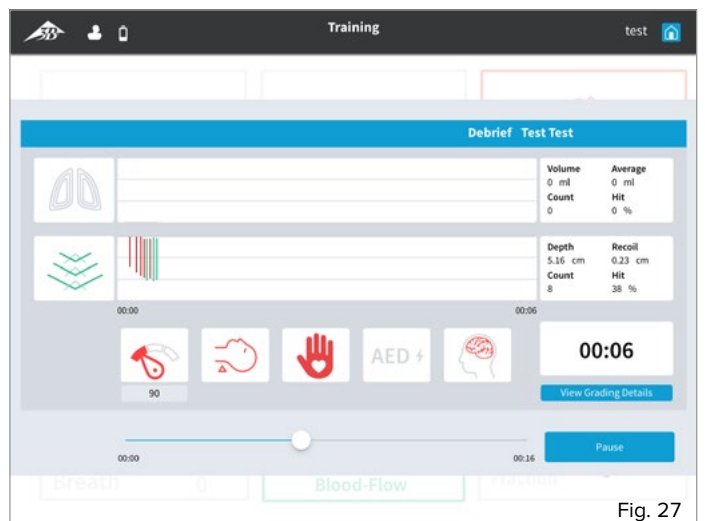 3B
Training
test
Debrief Test Test
Volume Average
0 ml 0 ml
Count Hit
0 0 %
Depth Recoil
5.16 cm 0.23 cm
Count Hit
8 38 %
00:00 00:06
AED
00:06
90
View Grading Details
00:00 00:16
Pause
Breath 0
Blood-Flow
Fraction
Fig. 27